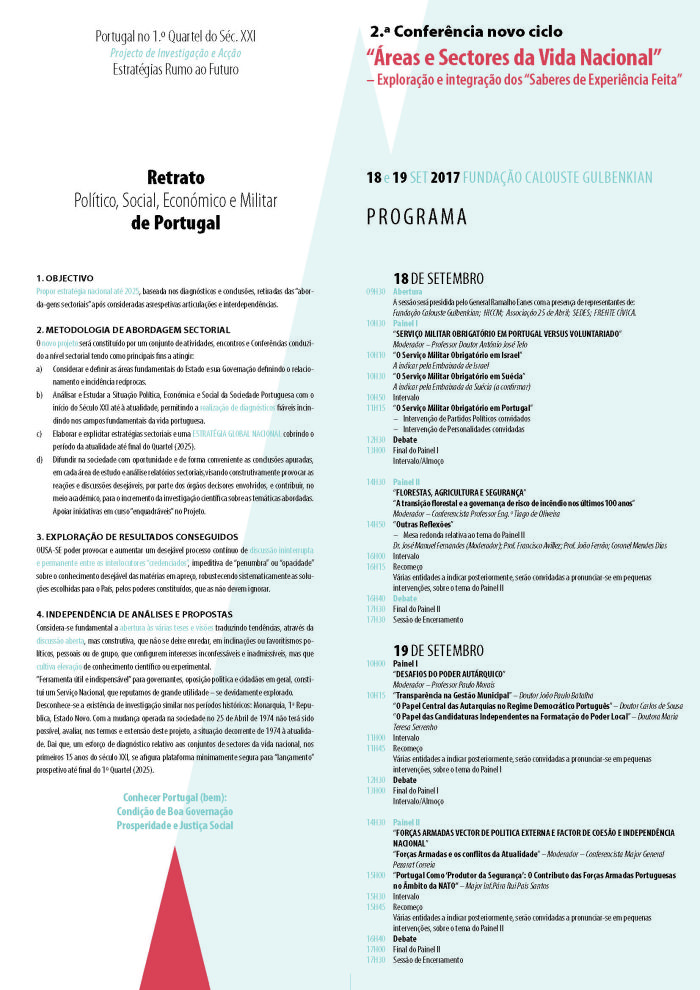 Portugal no 1.º Quartel do Séc. XXI
Projecto de Investigação e Acção
Estratégias Rumo ao Futuro
Retrato
Político, Social, Económico e Militar
de Portugal
1. OBJECTIVO
Propor estratégia nacional até 2025, baseada nos diagnósticos e conclusões, retiradas das “abor-
da-gens sectoriais” após consideradas asrespetivas articulações e interdependências.
2. METODOLOGIA DE ABORDAGEM SECTORIAL
O novo projeto será constituído por um conjunto de atividades, encontros e Conferências conduzi-
do a nível sectorial tendo como principais fins a atingir:
a) Considerar e definir as áreas fundamentais do Estado e sua Governação definindo o relacio-
namento e incidência recíprocas.
b) Análisar e Estudar a Situação Política, Económica e Social da Sociedade Portuguesa com o
início do Século XXI até à atualidade, permitindo a realização de diagnósticos fiáveis incin-
dindo nos campos fundamentais da vida portuguesa.
c) Elaborar e explicitar estratégias sectoriais e uma ESTRATÉGIA GLOBAL NACIONAL cobrindo o
período da atualidade até final do Quartel (2025).
d) Difundir na sociedade com oportunidade e de forma conveniente as conclusões apuradas,
em cada área de estudo e análise relatórios sectoriais, visando construtivamente provocar as
reações e discussões desejáveis, por parte dos órgãos decisores envolvidos, e contribuir, no
meio académico, para o incremento da investigação científica sobre as temáticas abordadas.
Apoiar iniciativas em curso “enquadráveis” no Projeto.
3. EXPLORAÇÃO DE RESULTADOS CONSEGUIDOS
OUSA-SE poder provocar e aumentar um desejável processo contínuo de discussão ininterrupta
e permanente entre os interlocutores “credenciados”, impeditiva de “penumbra” ou “opacidade”
sobre o conhecimento desejável das matérias em apreço, robustecendo sistematicamente as solu-
ções escolhidas para o País, pelos poderes constituídos, que as não devem ignorar.
4. INDEPENDÊNCIA DE ANÁLISES E PROPOSTAS
Considera-se fundamental a abertura às várias teses e visões traduzindo tendências, através da
discussão aberta, mas construtiva, que não se deixe enredar, em inclinações ou favoritismos po-
líticos, pessoais ou de grupo, que configurem interesses inconfessáveis e inadmissíveis, mas que
cultiva elevação de conhecimento científico ou experimental.
“Ferramenta útil e indispensável” para governantes, oposição política e cidadãos em geral, consti-
tui um Serviço Nacional, que reputamos de grande utilidade – se devidamente explorado.
Desconhece-se a existência de investigação similar nos períodos históricos: Monarquia, 1ª Repu-
blica, Estado Novo. Com a mudança operada na sociedade no 25 de Abril de 1974 não terá sido
possível, avaliar, nos termos e extensão deste projeto, a situação decorrente de 1974 à atualida-
de. Daí que, um esforço de diagnóstico relativo aos conjuntos de sectores da vida nacional, nos
primeiros 15 anos do século XXI, se afigura plataforma minimamente segura para “lançamento”
prospetivo até final do 1º Quartel (2025).
Conhecer Portugal (bem):
Condição de Boa Governação
Prosperidade e Justiça Social
2.ª Conferência novo ciclo
“Áreas e Sectores da Vida Nacional”
– Exploração e integração dos “Saberes de Experiência Feita”
18 e 19 SET 2017 FUNDAÇÃO CALOUSTE GULBENKIAN
PROGRAMA
18 DE SETEMBRO
09H30 Abertura
A sessão será presidida pelo General Ramalho Eanes com a presença de representantes de:
Fundação Calouste Gulbenkian; HICCM; Associação 25 de Abril; SEDES; FRENTE CÍVICA.
10H30 Painel I
“SERVIÇO MILITAR OBRIGATÓRIO EM PORTUGAL VERSUS VOLUNTARIADO”
Moderador – Professor Doutor António José Telo
10H10 “O Serviço Militar Obrigatório em Israel”
A indicar pela Embaixada de Israel
10H30 “O Serviço Militar Obrigatório em Suécia”
A indicar pela Embaixada da Suécia (a confirmar)
10H50 Intervalo
11H15 “O Serviço Militar Obrigatório em Portugal”
– Intervenção de Partidos Políticos convidados
– Intervenção de Personalidades convidadas
12H30 Debate
13H00 Final do Painel I
Intervalo/Almoço
14H30 Painel II
“FLORESTAS, AGRICULTURA E SEGURANÇA”
“A transição florestal e a governança de risco de incêndio nos últimos 100 anos”
Moderador – Conferencista Professor Eng.º Tiago de Oliveira
14H50 “Outras Reflexões”
– Mesa redonda relativa ao tema do Painel II
Dr. José Manuel Fernandes (Moderador); Prof. Francisco Avillez; Prof. João Ferrão; Coronel Mendes Dias
16H00 Intervalo
16H15 Recomeço
Várias entidades a indicar posteriormente, serão convidadas a pronunciar-se em pequenas
intervenções, sobre o tema do Painel II
16H40 Debate
17H30 Final do Painel II
17H30 Sessão de Encerramento
19 DE SETEMBRO
10H00 Painel I
“DESAFIOS DO PODER AUTÁRQUICO”
Moderador – Professor Paulo Morais
10H15 “Transparência na Gestão Municipal” – Doutor João Paulo Batalha
“O Papel Central das Autarquias no Regime Democrático Português” – Doutor Carlos de Sousa
“O Papel das Candidaturas Independentes na Formatação do Poder Local” – Doutora Maria
Teresa Serrenho
11H00 Intervalo
11H45 Recomeço
Várias entidades a indicar posteriormente, serão convidadas a pronunciar-se em pequenas
intervenções, sobre o tema do Painel I
12H30 Debate
13H00 Final do Painel I
Intervalo/Almoço
14H30 Painel II
“FORÇAS ARMADAS VECTOR DE POLITICA EXTERNA E FACTOR DE COESÃO E INDEPENDÊNCIA
NACIONAL”
“Forças Armadas e os conflitos da Atualidade” – Moderador – Conferencista Major General
Pezarat Correia
15H00 “Portugal Como ‘Produtor da Segurança’: O Contributo das Forças Armadas Portuguesas
no Âmbito da NATO” – Major Inf.Pára Rui Pais Santos
15H30 Intervalo
15H45 Recomeço
Várias entidades a indicar posteriormente, serão convidadas a pronunciar-se em pequenas
intervenções, sobre o tema do Painel II
16H40 Debate
17H00 Final do Painel II
17H30 Sessão de Encerramento